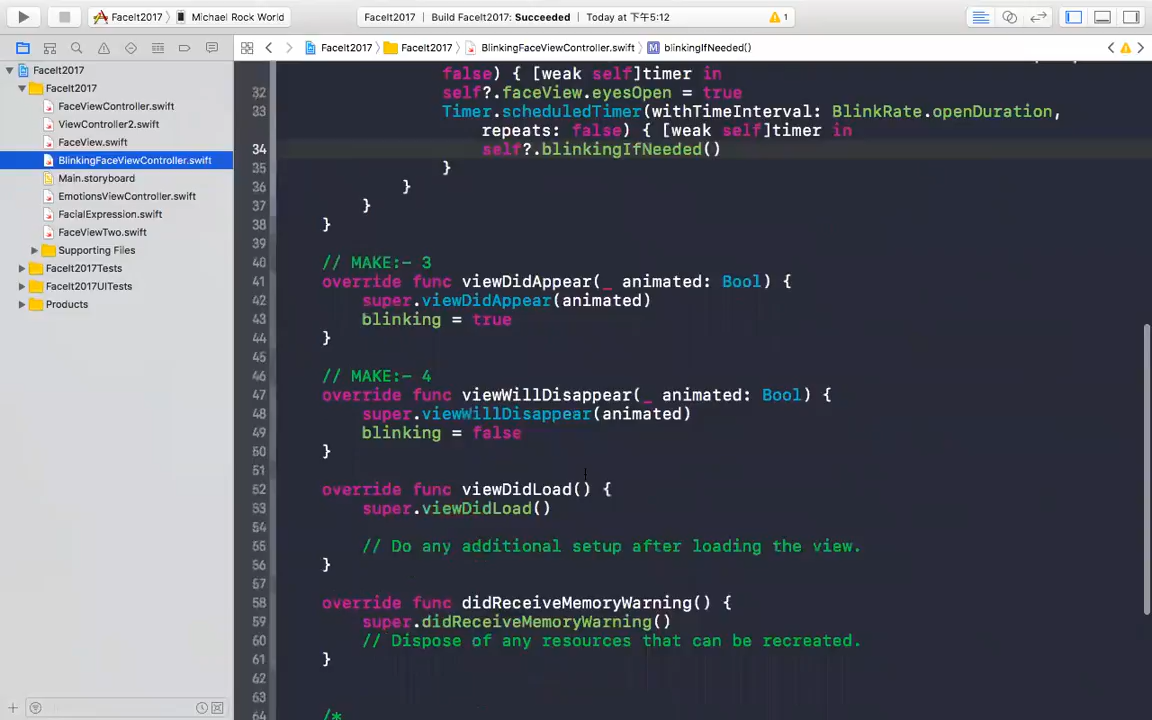 FaceIt2017 Michael Rock World FaceIt2017 Build FaceIt2017: Succeeded Today at 下午5:12 1
FaceIt2017 FaceIt2017 BlinkingFaceViewController.swift M blinkingIfNeeded()
FaceIt2017
FaceIt2017
FaceViewController.swift
ViewController2.swift
FaceView.swift
BlinkingFaceViewController.swift
Main.storyboard
EmotionsViewController.swift
FacialExpression.swift
FaceViewTwo.swift
Supporting Files
FaceIt2017Tests
FaceIt2017UITests
Products
false) { [weak self]timer in
32 self?.faceView.eyesOpen = true
33 Timer.scheduledTimer(withTimeInterval: BlinkRate.openDuration,
repeats: false) { [weak self]timer in
34 self?.blinkingIfNeeded()
35 }
36 }
37 }
38 }
39
40 // MAKE:- 3
41 override func viewDidAppear(_ animated: Bool) {
42 super.viewDidAppear(animated)
43 blinking = true
44 }
45
46 // MAKE:- 4
47 override func viewWillDisappear(_ animated: Bool) {
48 super.viewWillDisappear(animated)
49 blinking = false
50 }
51
52 override func viewDidLoad() {
53 super.viewDidLoad()
54
55 // Do any additional setup after loading the view.
56 }
57
58 override func didReceiveMemoryWarning() {
59 super.didReceiveMemoryWarning()
60 // Dispose of any resources that can be recreated.
61 }
62
63
64 /*